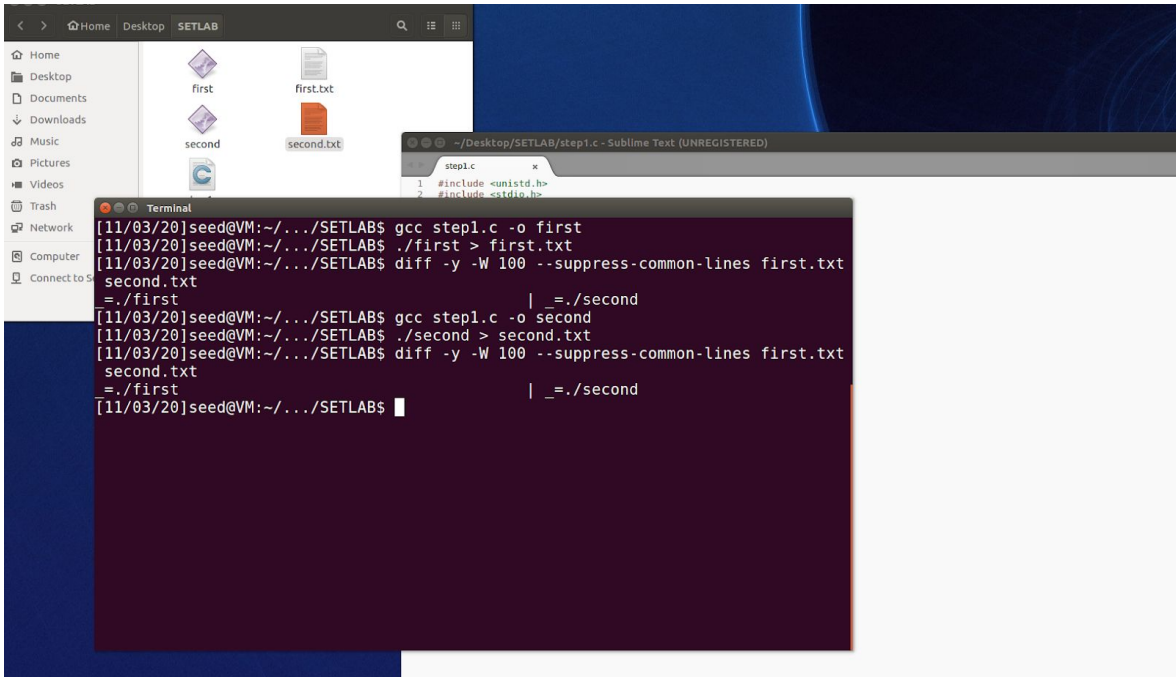 Home Desktop SETLAB
Home
Desktop
Documents
Downloads
Music
Pictures
Videos
Trash
Network
Computer
Connect to
first
first.txt
second
second.txt
~/Desktop/SETLAB/step1.c - Sublime Text (UNREGISTERED)
step1.c x
1 #include <unistd.h>
2 #include <stdio.h>
Terminal
[11/03/20]seed@VM:~/.../SETLAB$ gcc step1.c -o first
[11/03/20]seed@VM:~/.../SETLAB$ ./first > first.txt
[11/03/20]seed@VM:~/.../SETLAB$ diff -y -W 100 --suppress-common-lines first.txt
second.txt
_=./first | _=./second
[11/03/20]seed@VM:~/.../SETLAB$ gcc step1.c -o second
[11/03/20]seed@VM:~/.../SETLAB$ ./second > second.txt
[11/03/20]seed@VM:~/.../SETLAB$ diff -y -W 100 --suppress-common-lines first.txt
second.txt
_=./first | _=./second
[11/03/20]seed@VM:~/.../SETLAB$